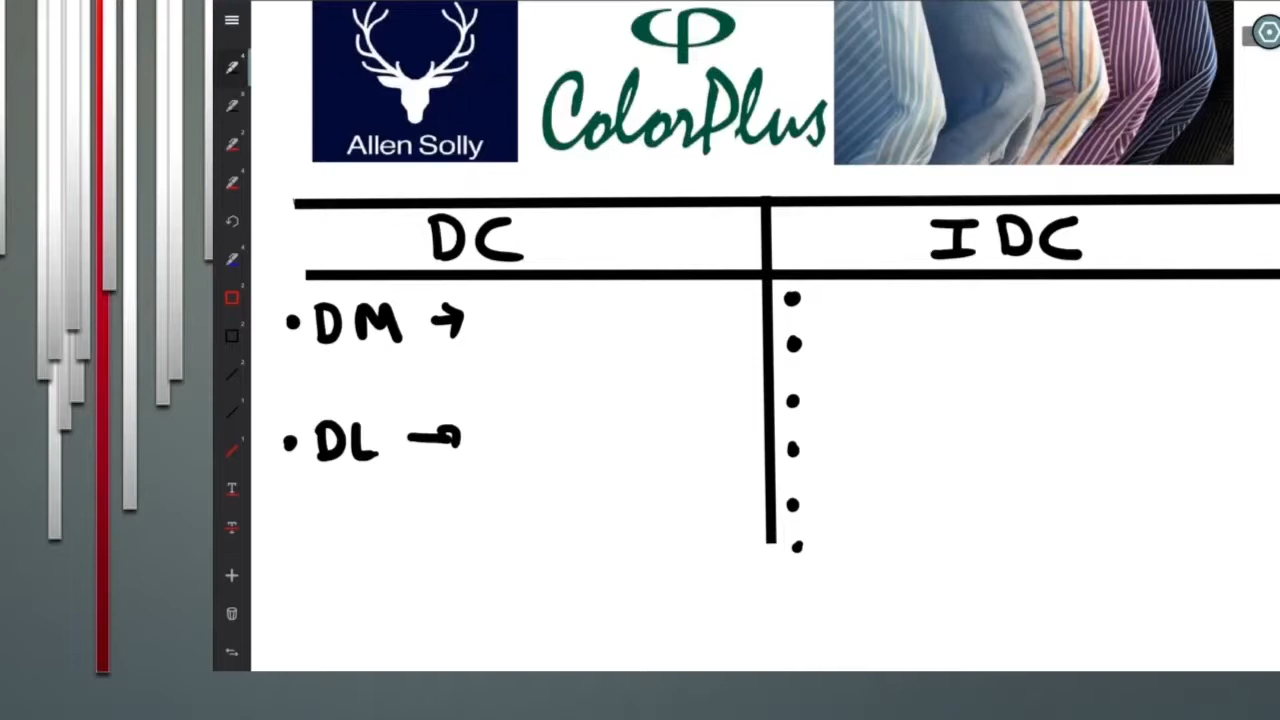 Allen Solly
ColorPlus
DC
IDC
• DM →
• DL →
•
•
•
•
•
•